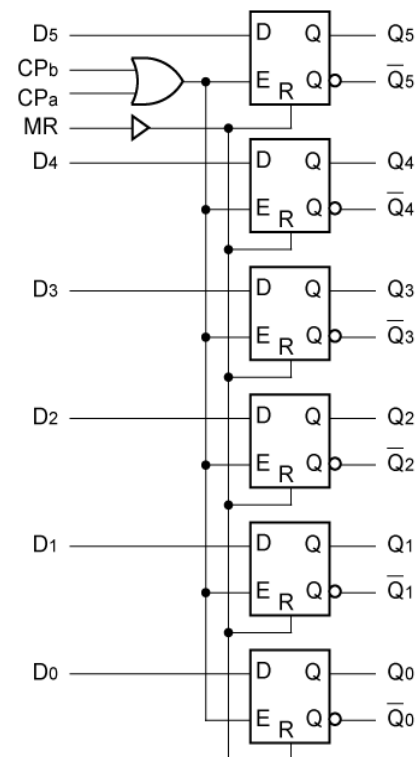 D5 D Q Q5
CPb
CPa E R Q Q̅5
MR
D4 D Q Q4
E R Q Q̅4
D3 D Q Q3
E R Q Q̅3
D2 D Q Q2
E R Q Q̅2
D1 D Q Q1
E R Q Q̅1
D0 D Q Q0
E R Q Q̅0